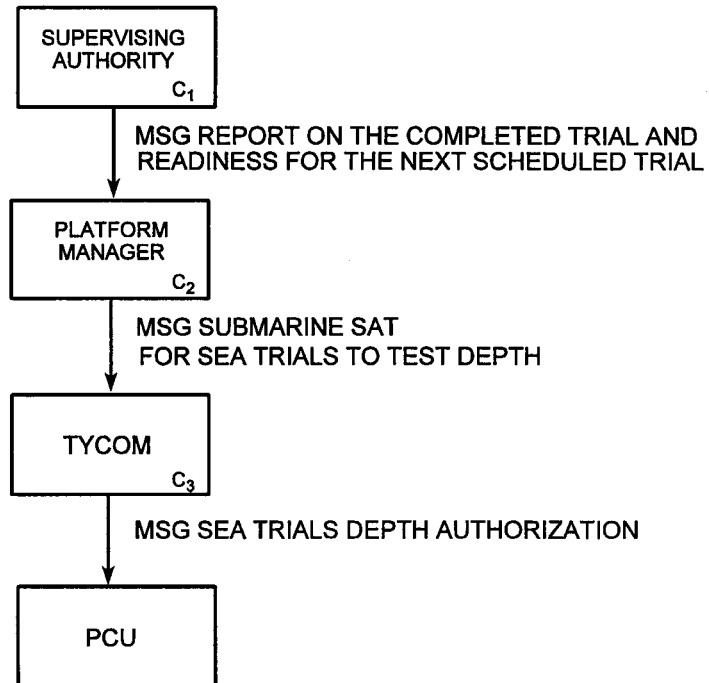 SUPERVISING
AUTHORITY
C1
MSG REPORT ON THE COMPLETED TRIAL AND
READINESS FOR THE NEXT SCHEDULED TRIAL
PLATFORM
MANAGER
C2
MSG SUBMARINE SAT
FOR SEA TRIALS TO TEST DEPTH
TYCOM
C3
MSG SEA TRIALS DEPTH AUTHORIZATION
PCU